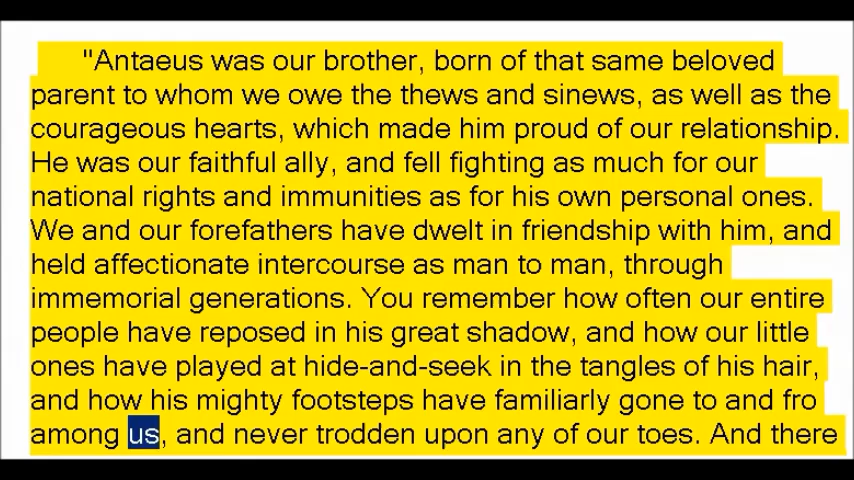 "Antaeus was our brother, born of that same beloved
parent to whom we owe the thews and sinews, as well as the
courageous hearts, which made him proud of our relationship.
He was our faithful ally, and fell fighting as much for our
national rights and immunities as for his own personal ones.
We and our forefathers have dwelt in friendship with him, and
held affectionate intercourse as man to man, through
immemorial generations. You remember how often our entire
people have reposed in his great shadow, and how our little
ones have played at hide-and-seek in the tangles of his hair,
and how his mighty footsteps have familiarly gone to and fro
among us, and never trodden upon any of our toes. And there